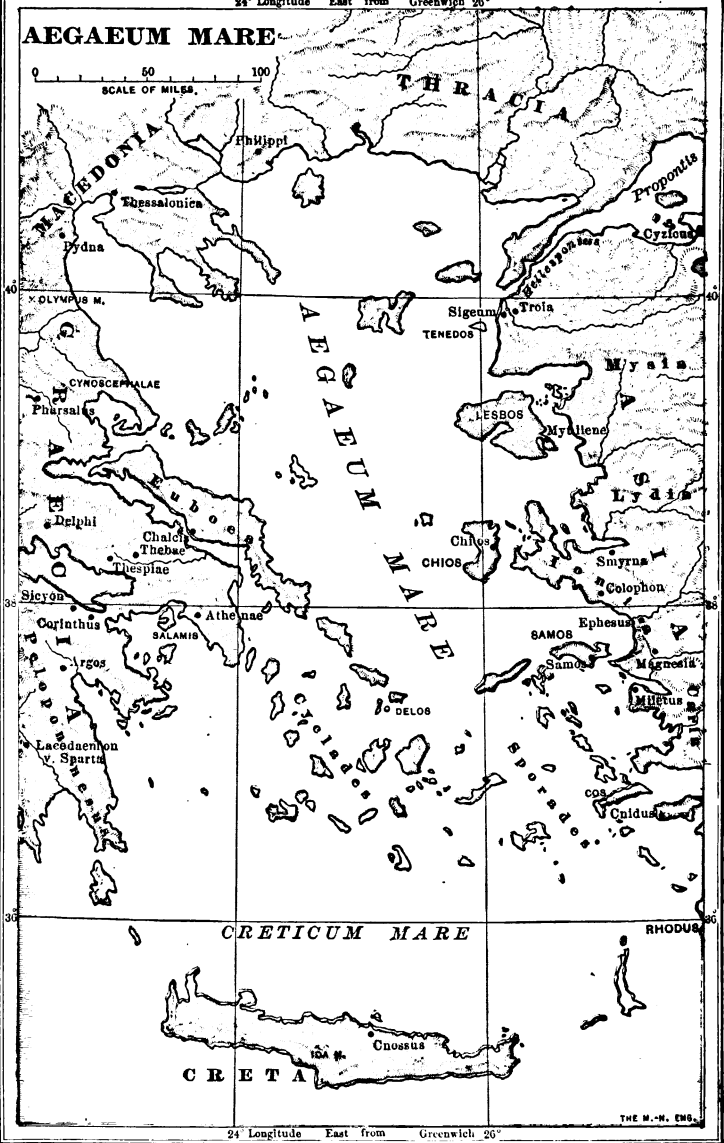 24° Longitude East from Greenwich 26°
AEGAEUM MARE
0 50 100
SCALE OF MILES.
THRACIA
MACEDONIA
Philippi
Thessalonica
Pydna
Propontis
Cyzicus
Hellespontus
40° 40°
× OLYMPUS M.
Sigeum Troia
TENEDOS
AEGAEUM MARE
GRAECIA
ASIA
Mysia
CYNOSCEPHALAE
Pharsalus
LESBOS
Mytilene
Euboea
Lydia
Delphi
Chalcis
Thebae
Thespiae
Chios
CHIOS
Smyrna
Ionia
Colophon
Sicyon
38°
Corinthus
Athenae
SALAMIS
Ephesus
SAMOS
Samos
Magnesia
Peloponnesus
Argos
Miletus
Caria
DELOS
Cyclades
Lacedaemon
v. Sparta
Sporades
COS
Cnidus
36° 36°
CRETICUM MARE
RHODUS
Cnossus
IDA M.
CRETA
THE M.-N. ENG.
24° Longitude East from Greenwich 26°